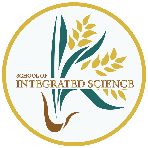 SCHOOL OF
INTEGRATED SCIENCE